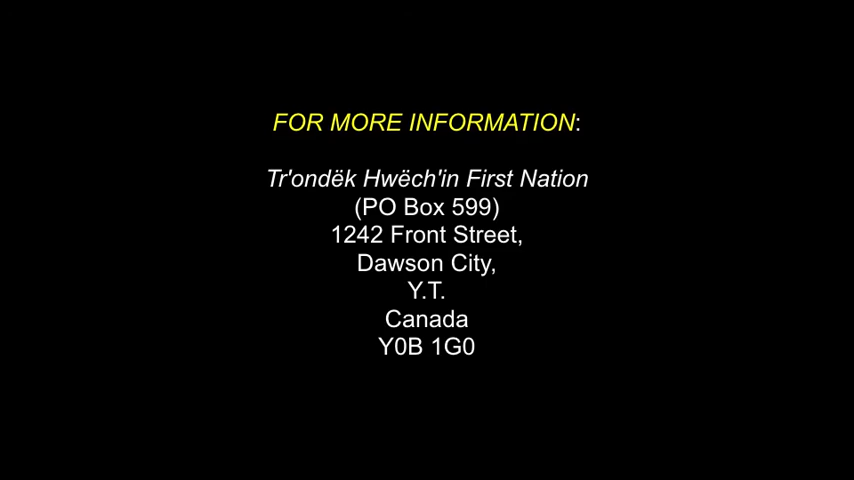 FOR MORE INFORMATION:
Tr'ondëk Hwëch'in First Nation
(PO Box 599)
1242 Front Street,
Dawson City,
Y.T.
Canada
Y0B 1G0